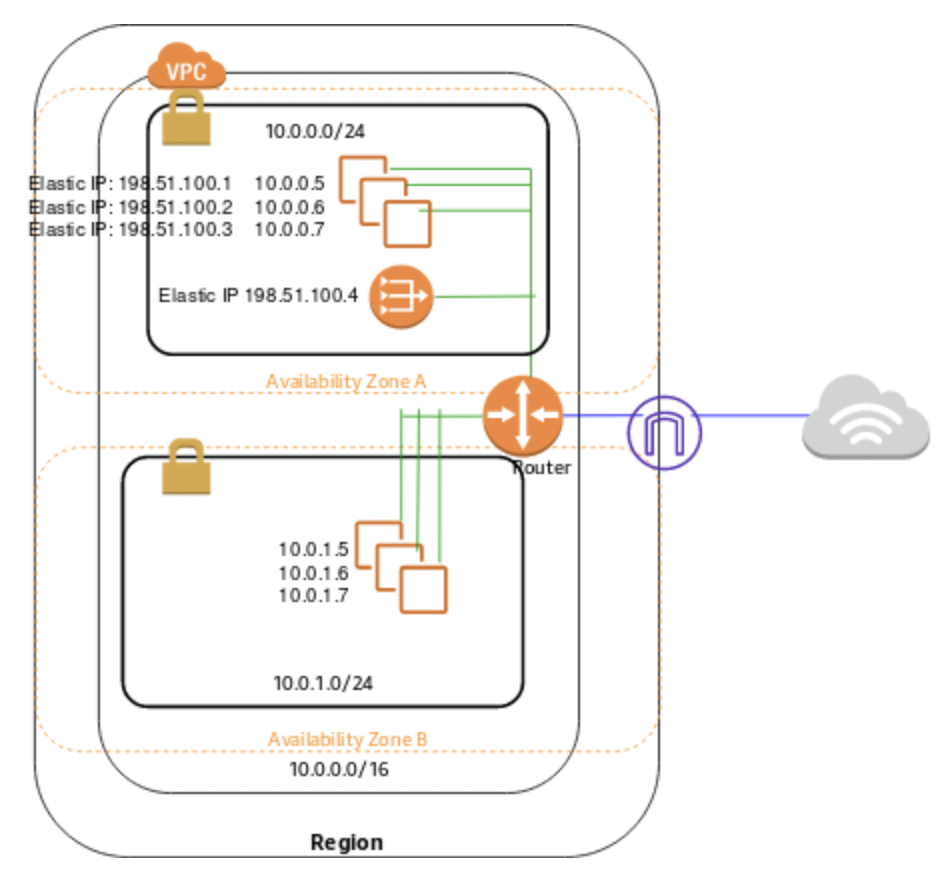 VPC
10.0.0.0/24
Elastic IP: 198.51.100.1 10.0.0.5
Elastic IP: 198.51.100.2 10.0.0.6
Elastic IP: 198.51.100.3 10.0.0.7
Elastic IP 198.51.100.4
Availability Zone A
Router
10.0.1.5
10.0.1.6
10.0.1.7
10.0.1.0/24
Availability Zone B
10.0.0.0/16
Region